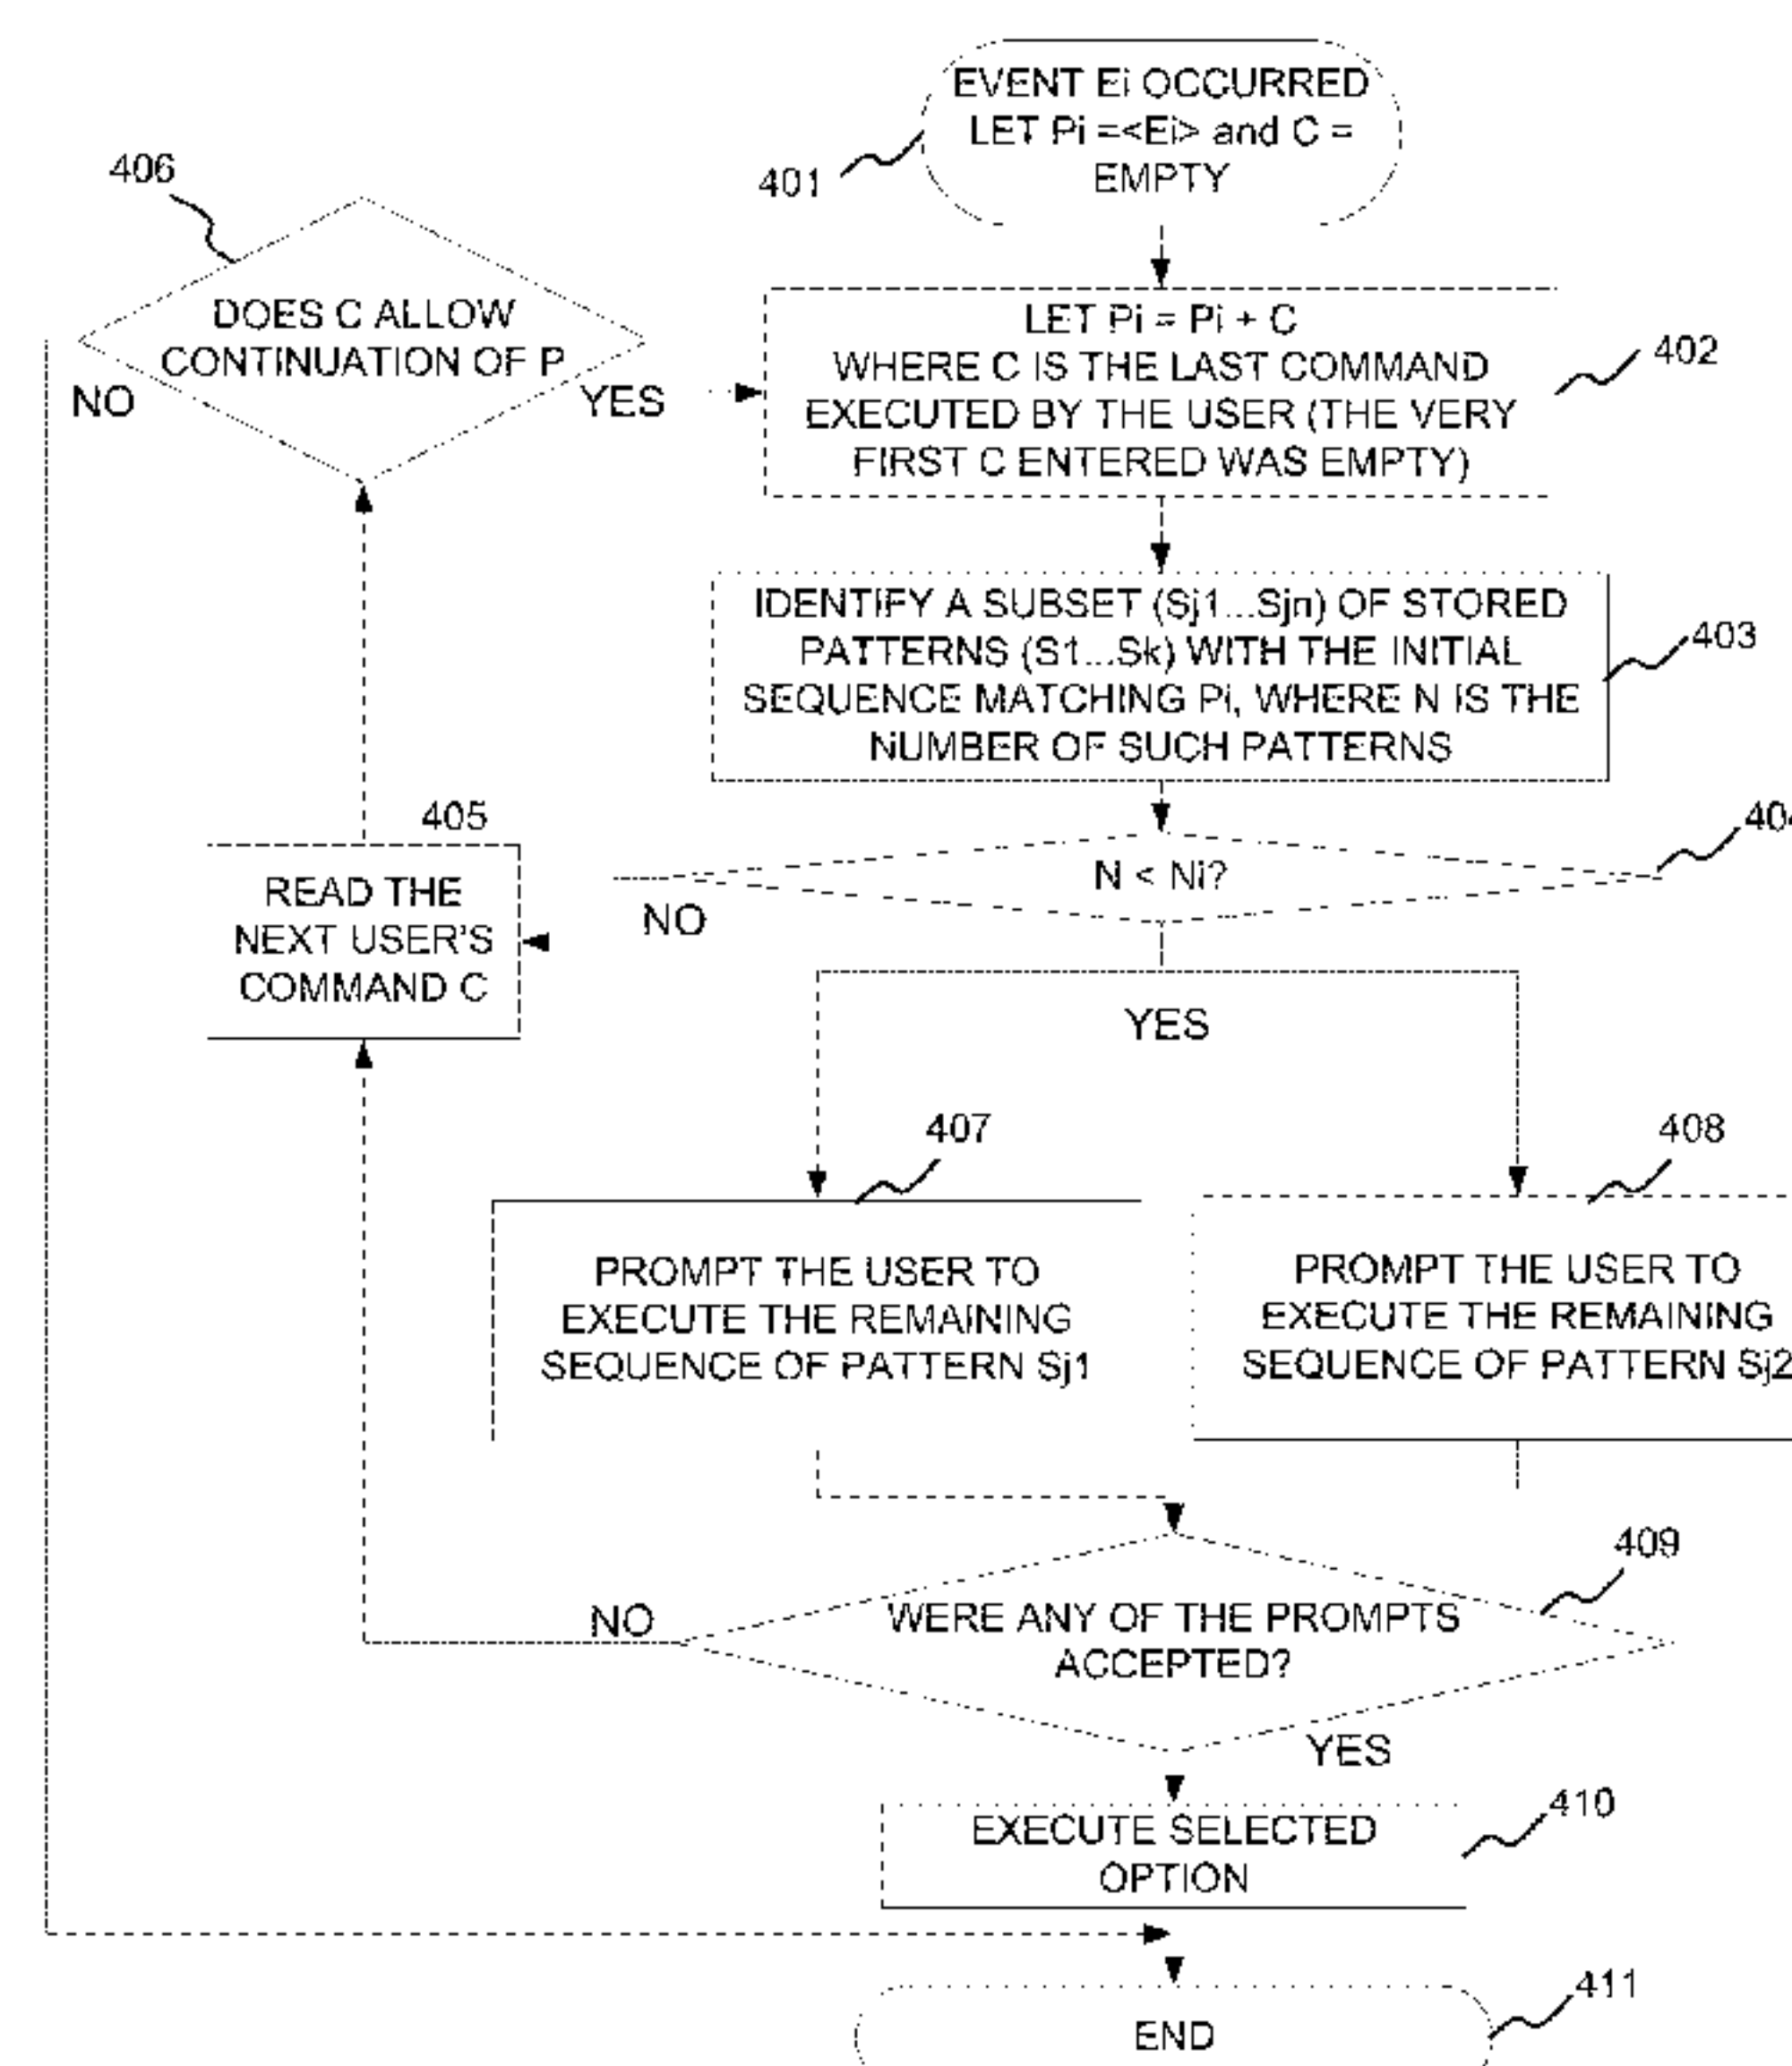 EVENT Ei OCCURRED
LET Pi =<Ei> and C =
EMPTY
401
406
DOES C ALLOW
CONTINUATION OF P
NO
YES
LET Pi = Pi + C
WHERE C IS THE LAST COMMAND
EXECUTED BY THE USER (THE VERY
FIRST C ENTERED WAS EMPTY)
402
IDENTIFY A SUBSET (Sj1...Sjn) OF STORED
PATTERNS (S1...Sk) WITH THE INITIAL
SEQUENCE MATCHING Pi, WHERE N IS THE
NUMBER OF SUCH PATTERNS
403
N < Ni?
404
NO
405
READ THE
NEXT USER'S
COMMAND C
YES
407
PROMPT THE USER TO
EXECUTE THE REMAINING
SEQUENCE OF PATTERN Sj1
408
PROMPT THE USER TO
EXECUTE THE REMAINING
SEQUENCE OF PATTERN Sj2
409
WERE ANY OF THE PROMPTS
ACCEPTED?
NO
YES
EXECUTE SELECTED
OPTION
410
411
END